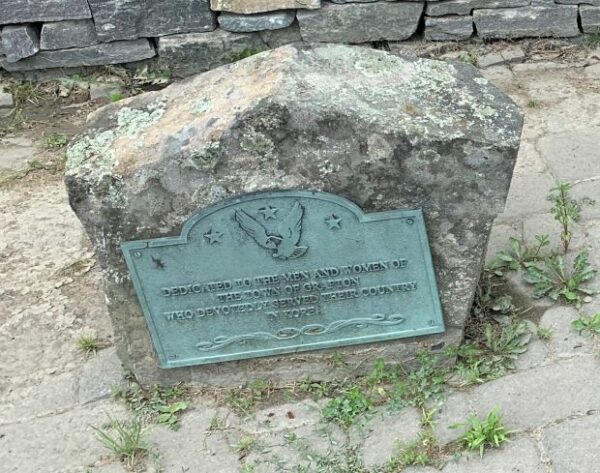 DEDICATED TO THE MEN AND WOMEN OF
THE TOWN OF GRAFTON
WHO DEVOTEDLY SERVED THEIR COUNTRY
IN KOREA